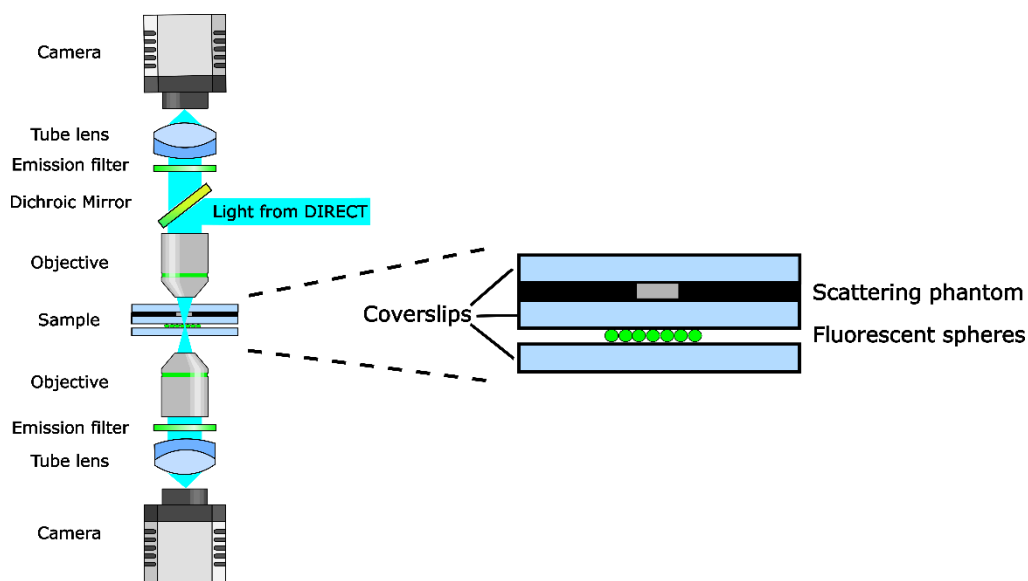 Camera
Tube lens
Emission filter
Dichroic Mirror
Light from DIRECT
Objective
Sample
Objective
Emission filter
Tube lens
Camera
Coverslips
Scattering phantom
Fluorescent spheres